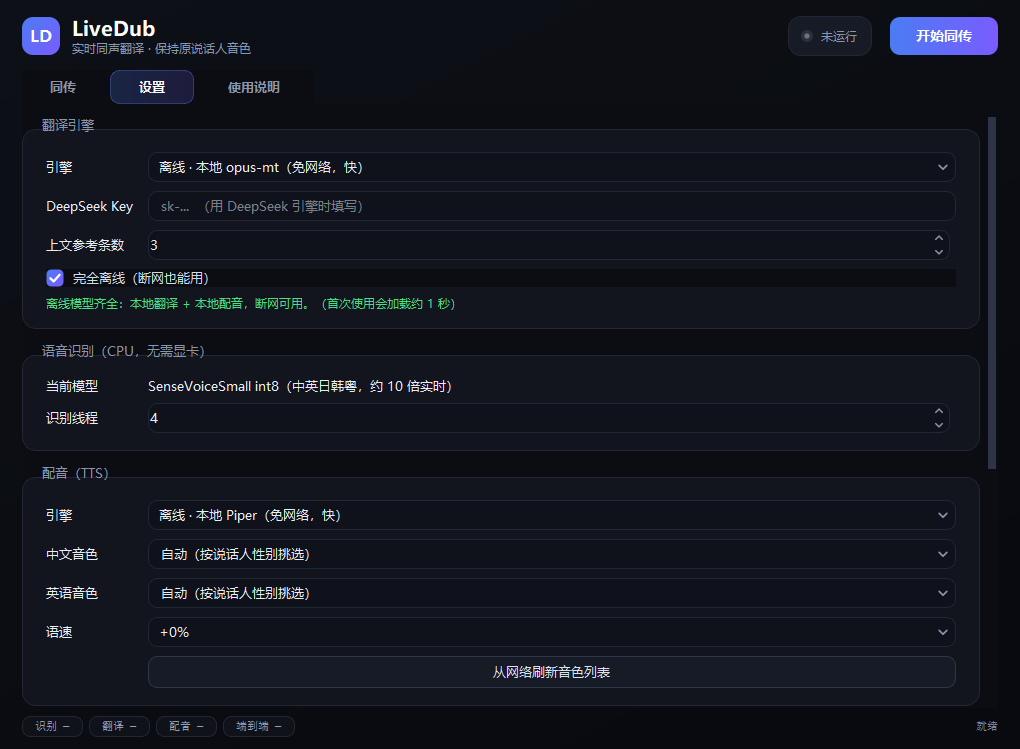 LD
LiveDub
实时同声翻译 · 保持原说话人音色
未运行
开始同传
同传
设置
使用说明
翻译引擎
引擎
离线 · 本地 opus-mt（免网络，快）
DeepSeek Key
sk-... （用 DeepSeek 引擎时填写）
上文参考条数
3
完全离线（断网也能用）
离线模型齐全：本地翻译 + 本地配音，断网可用。（首次使用会加载约 1 秒）
语音识别（CPU，无需显卡）
当前模型
SenseVoiceSmall int8（中英日韩粤，约 10 倍实时）
识别线程
4
配音（TTS）
引擎
离线 · 本地 Piper（免网络，快）
中文音色
自动（按说话人性别挑选）
英语音色
自动（按说话人性别挑选）
语速
+0%
从网络刷新音色列表
识别 –
翻译 –
配音 –
端到端 –
就绪